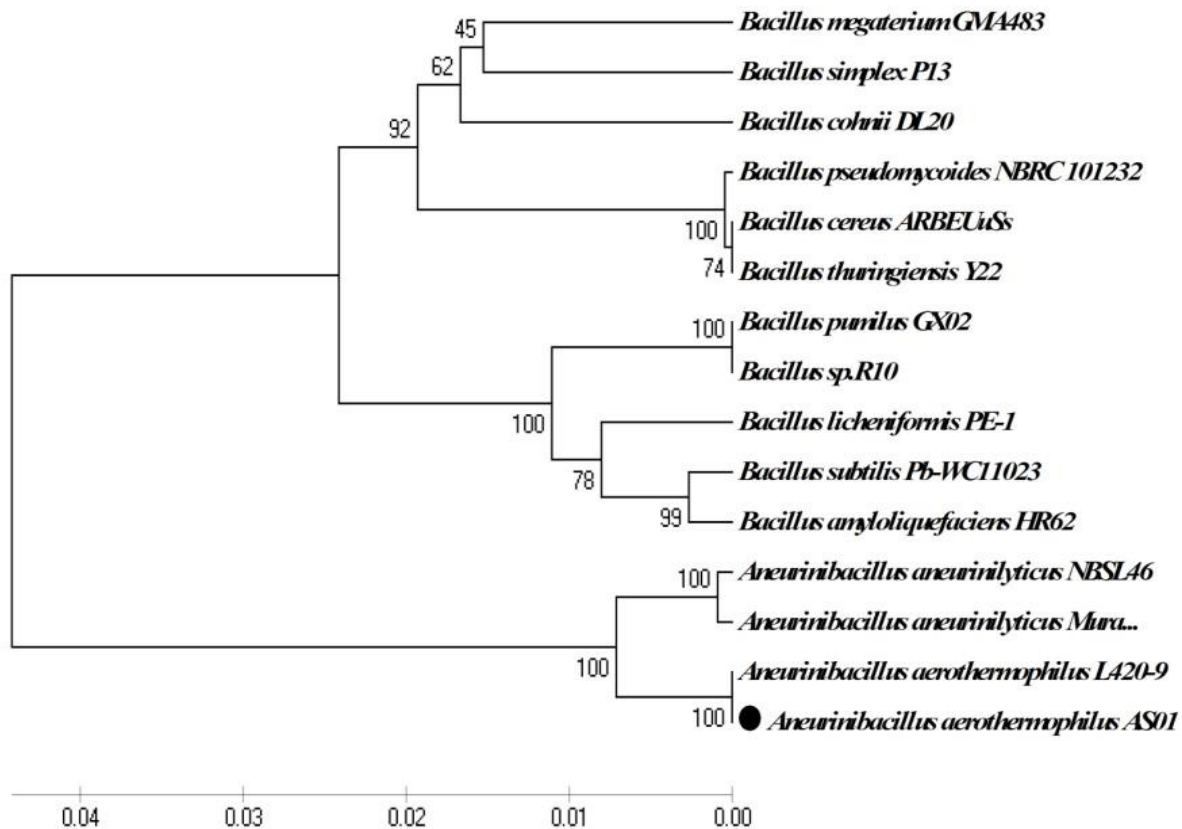 45
Bacillus megaterium GMA483
Bacillus simplex P13
62
Bacillus cohnii DL20
92
Bacillus pseudomycoides NBRC 101232
Bacillus cereus ARBEUuSs
100
Bacillus thuringiensis Y22
74
Bacillus pumilus GX02
100
Bacillus sp.R10
Bacillus licheniformis PE-1
100
Bacillus subtilis Pb-WC11023
78
Bacillus amyloliquefaciens HR62
99
Aneurinibacillus aneurinilyticus NBSL46
100
Aneurinibacillus aneurinilyticus Mura...
100
Aneurinibacillus aerothermophilus L420-9
100
Aneurinibacillus aerothermophilus AS01
0.04 0.03 0.02 0.01 0.00